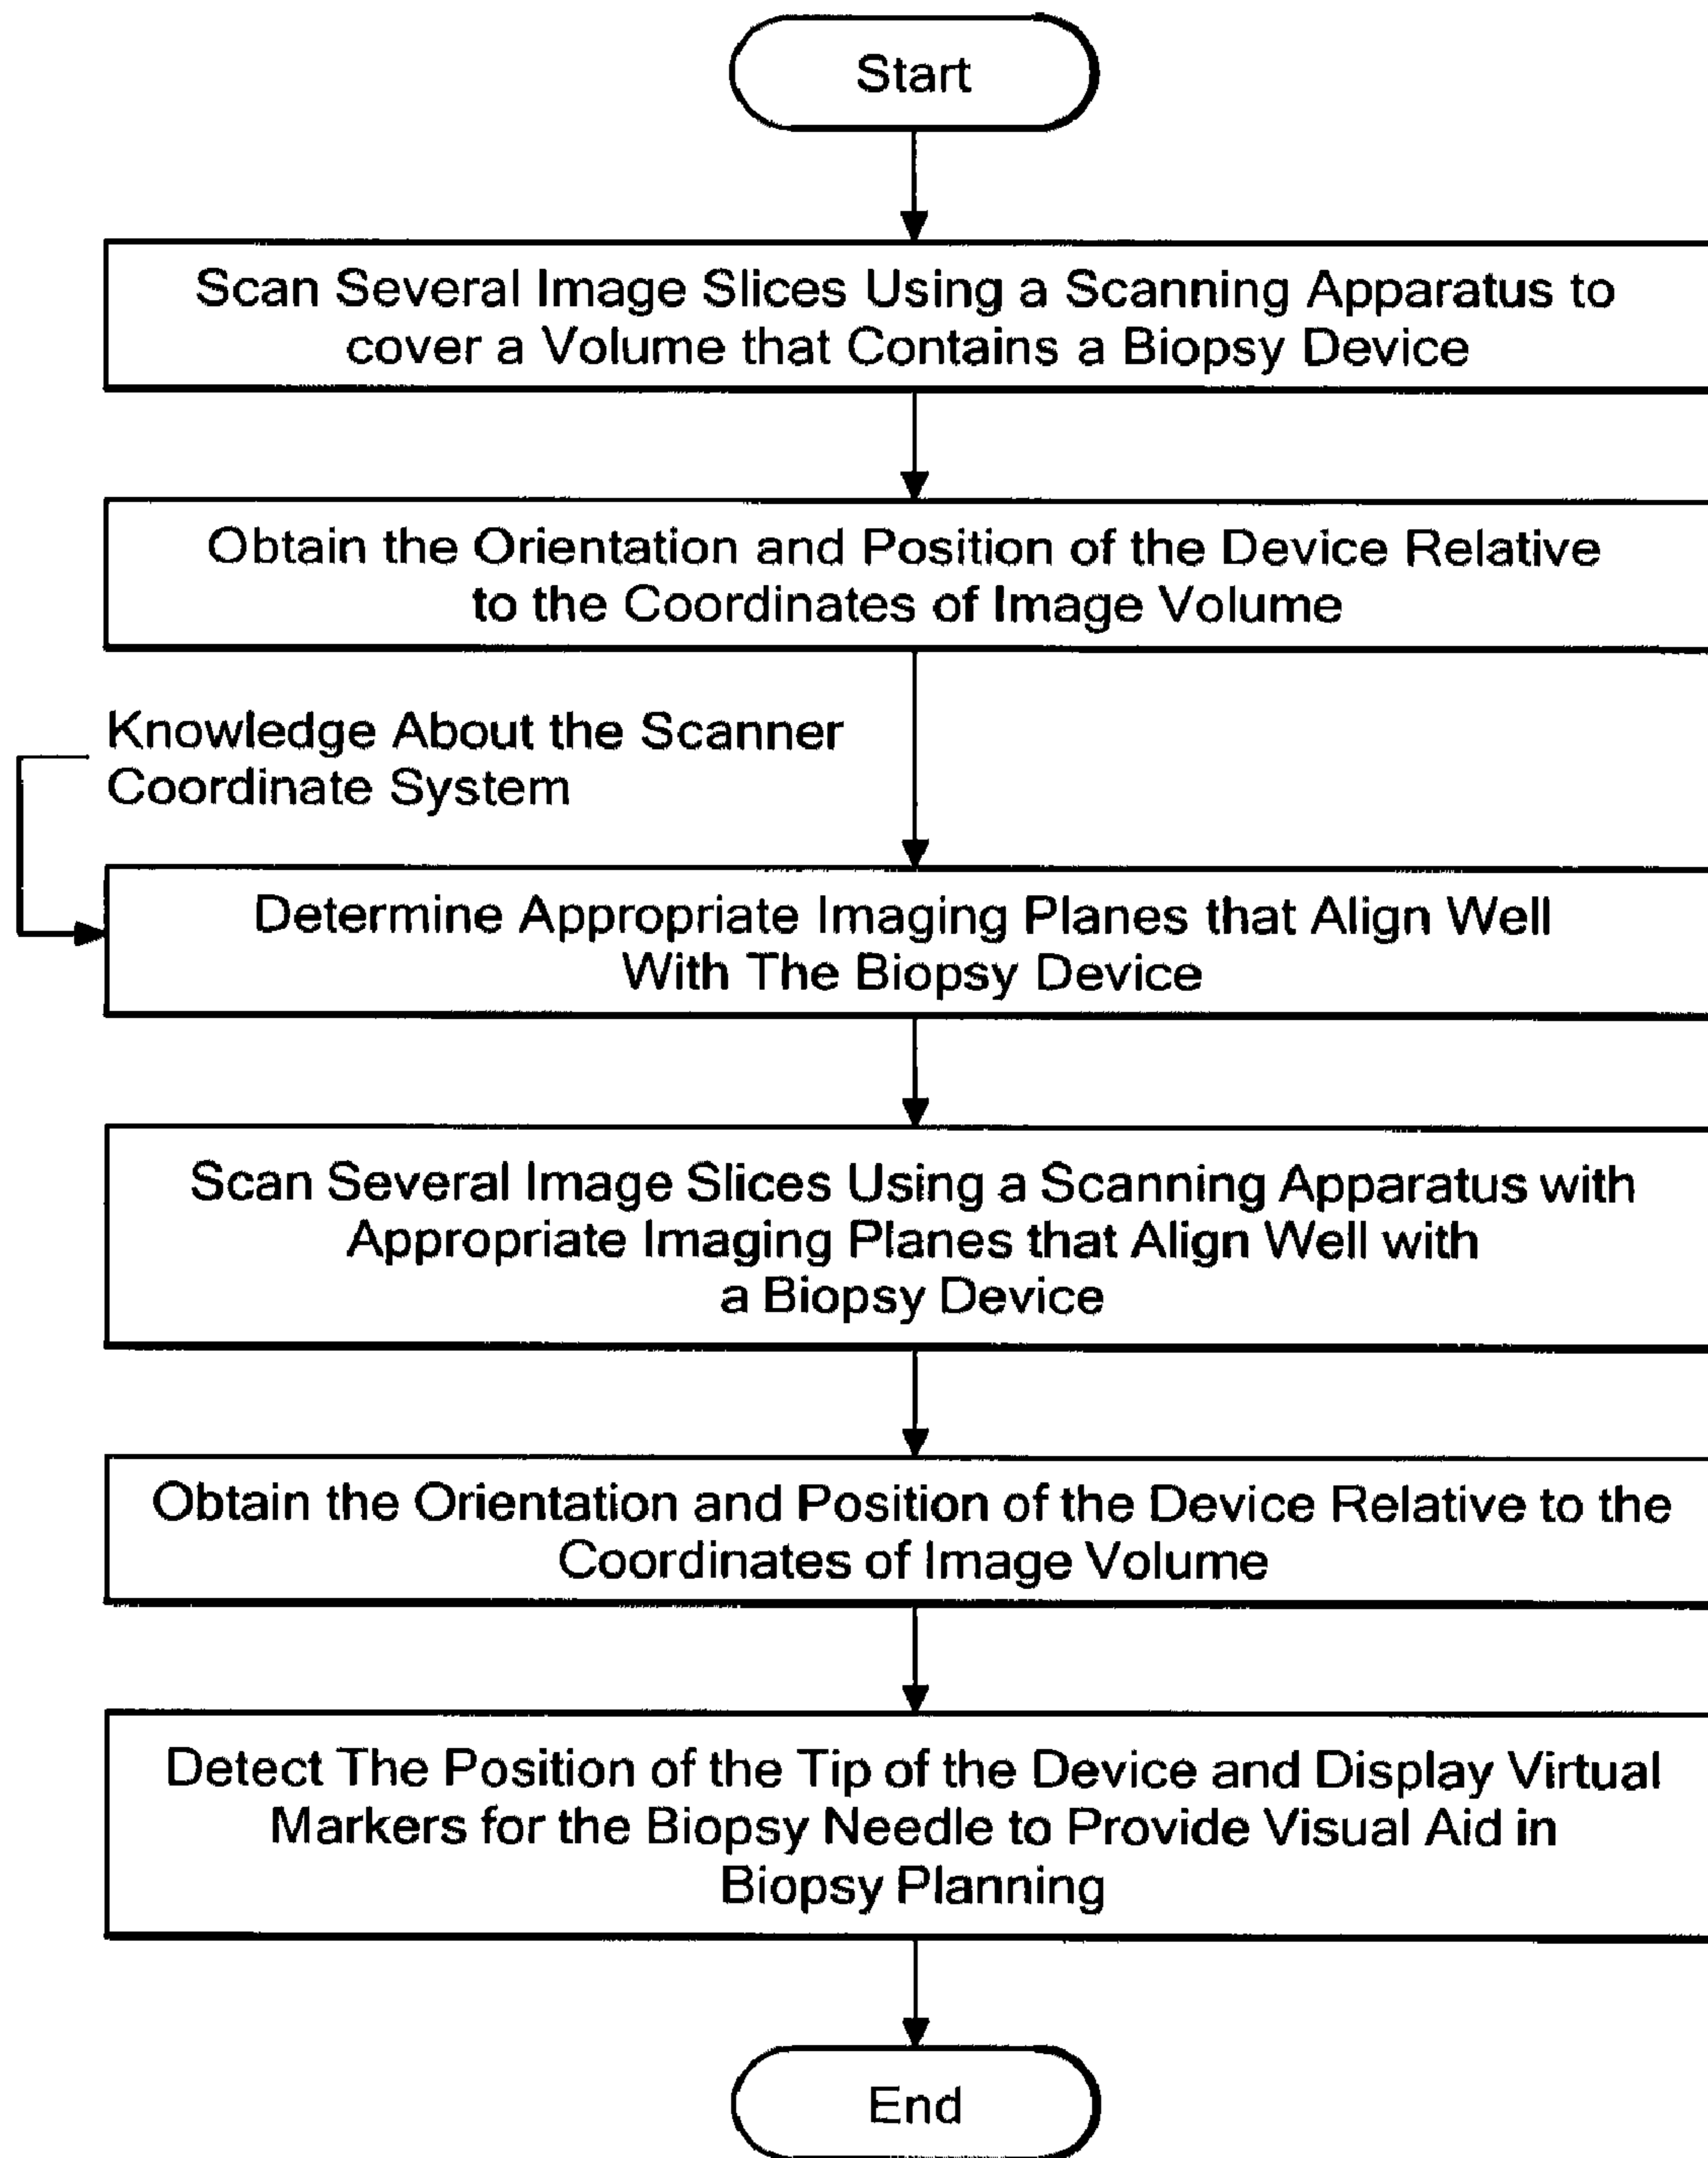 Start
Scan Several Image Slices Using a Scanning Apparatus to
cover a Volume that Contains a Biopsy Device
Obtain the Orientation and Position of the Device Relative
to the Coordinates of Image Volume
Knowledge About the Scanner
Coordinate System
Determine Appropriate Imaging Planes that Align Well
With The Biopsy Device
Scan Several Image Slices Using a Scanning Apparatus with
Appropriate Imaging Planes that Align Well with
a Biopsy Device
Obtain the Orientation and Position of the Device Relative to the
Coordinates of Image Volume
Detect The Position of the Tip of the Device and Display Virtual
Markers for the Biopsy Needle to Provide Visual Aid in
Biopsy Planning
End